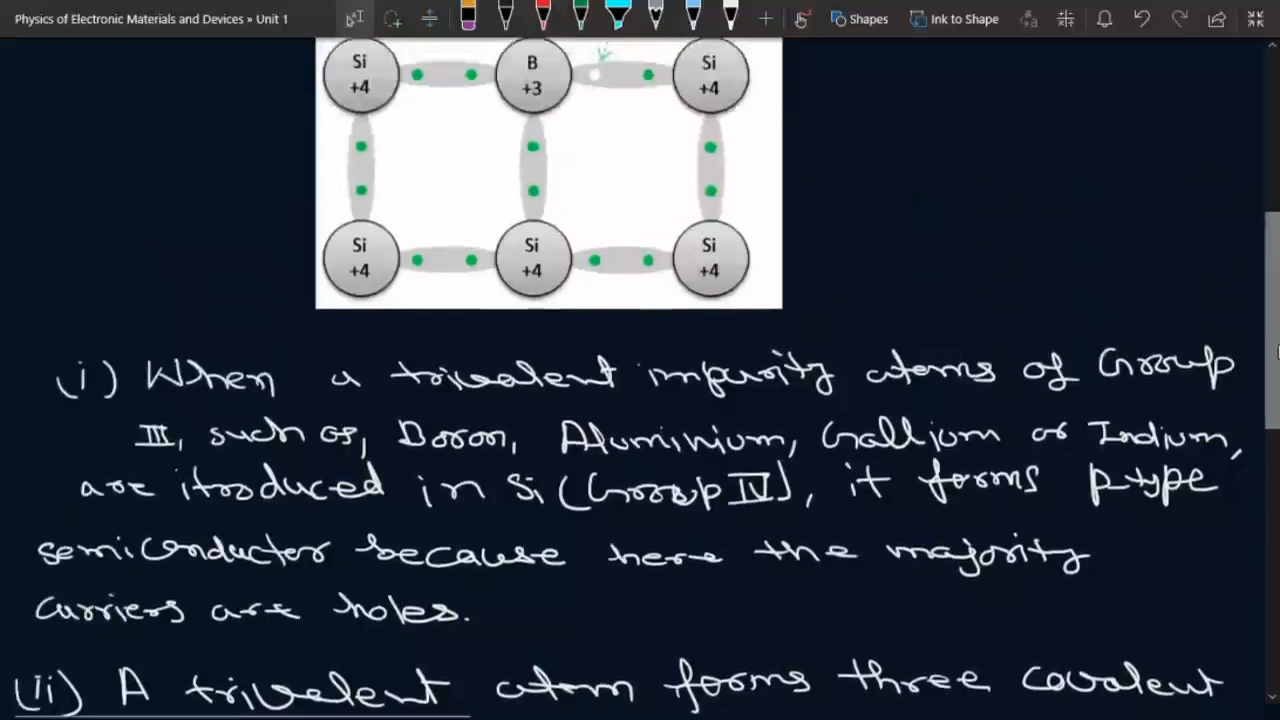 Physics of Electronic Materials and Devices » Unit 1
Shapes
Ink to Shape
Si
+4
B
+3
Si
+4
Si
+4
Si
+4
Si
+4
(i) When a trivalent impurity atoms of Group
III, such as, Boron, Aluminium, Gallium or Indium,
are itroduced in Si (Group IV), it forms p-type
semiconductor because here the majority
carriers are holes.
(ii) A trivalent atom forms three covalent